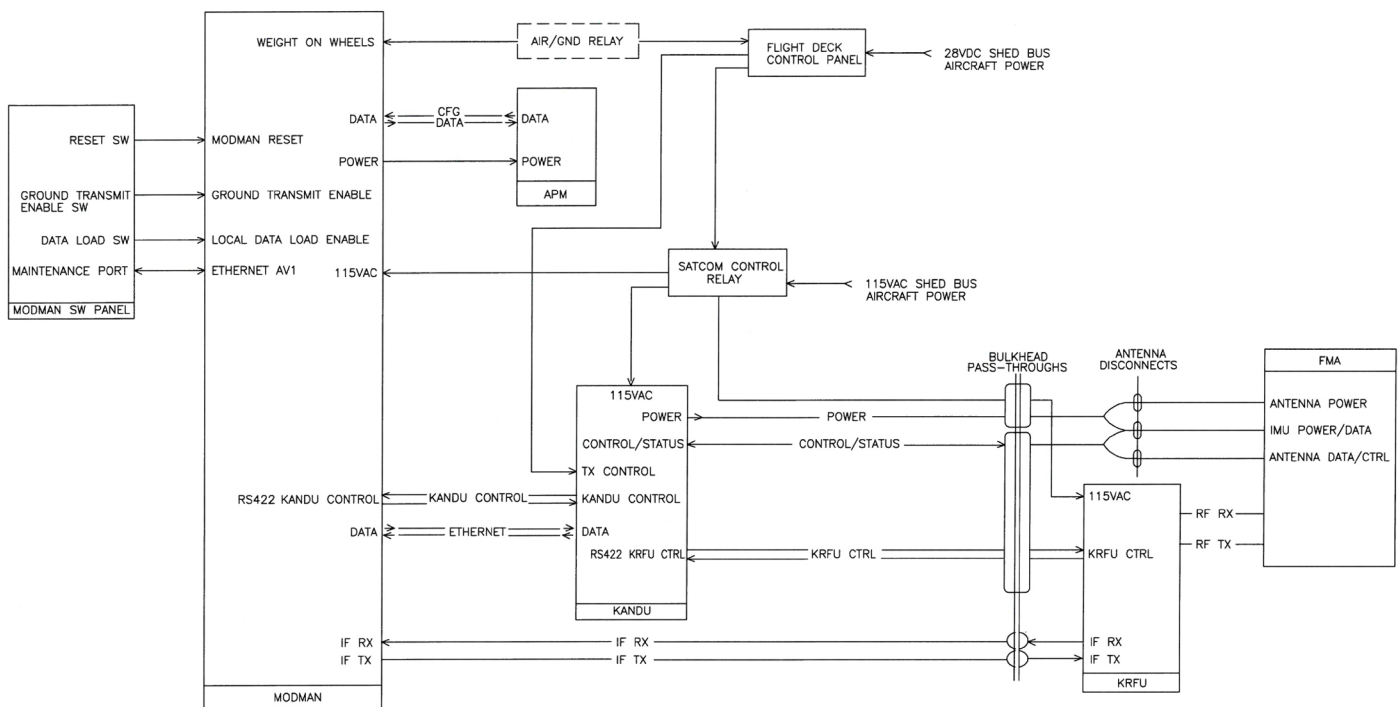 WEIGHT ON WHEELS
AIR/GND RELAY
FLIGHT DECK
CONTROL PANEL
28VDC SHED BUS
AIRCRAFT POWER
DATA
CFG
DATA
DATA
RESET SW
MODMAN RESET
POWER
POWER
APM
GROUND TRANSMIT
ENABLE SW
GROUND TRANSMIT ENABLE
DATA LOAD SW
LOCAL DATA LOAD ENABLE
MAINTENANCE PORT
ETHERNET AV1
115VAC
MODMAN SW PANEL
SATCOM CONTROL
RELAY
115VAC SHED BUS
AIRCRAFT POWER
BULKHEAD
PASS-THROUGHS
ANTENNA
DISCONNECTS
FMA
115VAC
POWER
POWER
ANTENNA POWER
CONTROL/STATUS
CONTROL/STATUS
IMU POWER/DATA
ANTENNA DATA/CTRL
TX CONTROL
RS422 KANDU CONTROL
KANDU CONTROL
KANDU CONTROL
115VAC
RF RX
DATA
ETHERNET
DATA
RF TX
RS422 KRFU CTRL
KRFU CTRL
KRFU CTRL
KANDU
IF RX
IF RX
IF RX
IF TX
IF TX
IF TX
KRFU
MODMAN